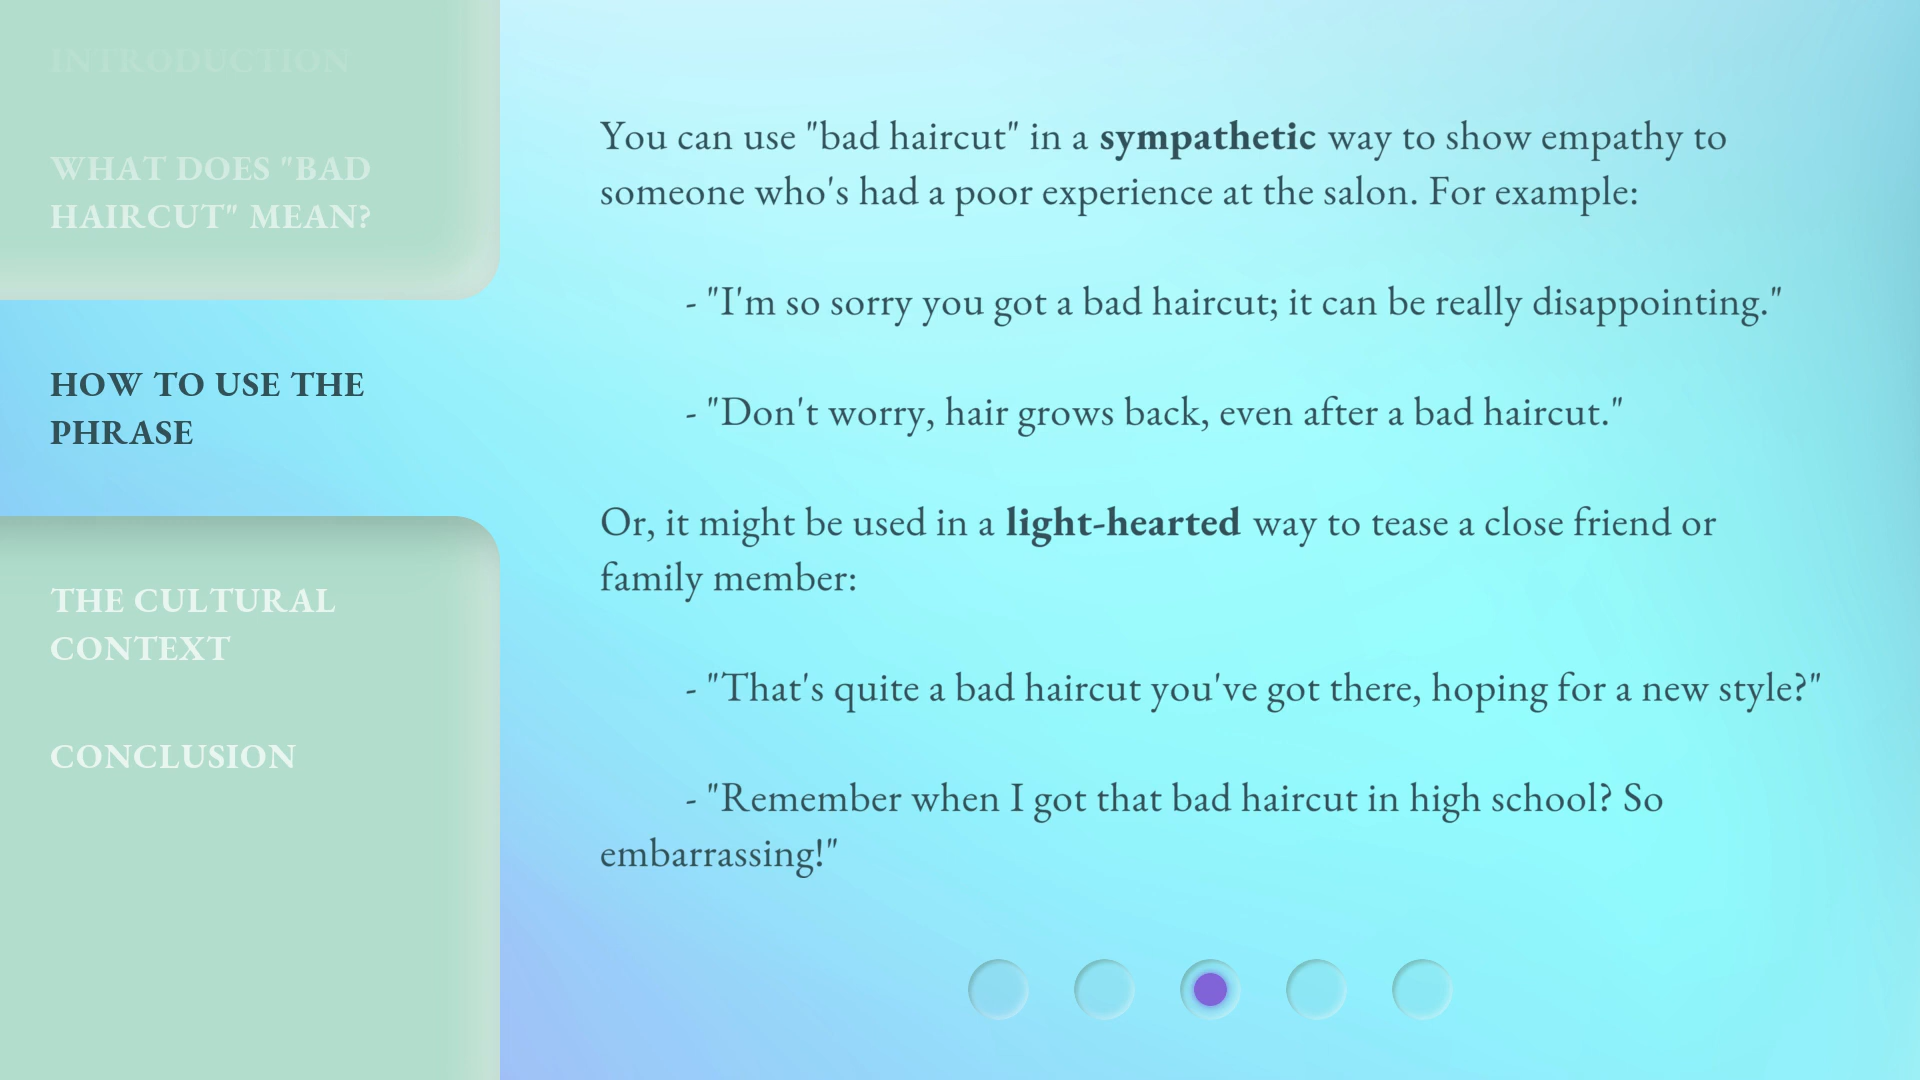 INTRODUCTION
WHAT DOES "BAD
HAIRCUT" MEAN?
HOW TO USE THE
PHRASE
THE CULTURAL
CONTEXT
CONCLUSION
You can use "bad haircut" in a sympathetic way to show empathy to
someone who's had a poor experience at the salon. For example:
- "I'm so sorry you got a bad haircut; it can be really disappointing."
- "Don't worry, hair grows back, even after a bad haircut."
Or, it might be used in a light-hearted way to tease a close friend or
family member:
- "That's quite a bad haircut you've got there, hoping for a new style?"
- "Remember when I got that bad haircut in high school? So
embarrassing!"